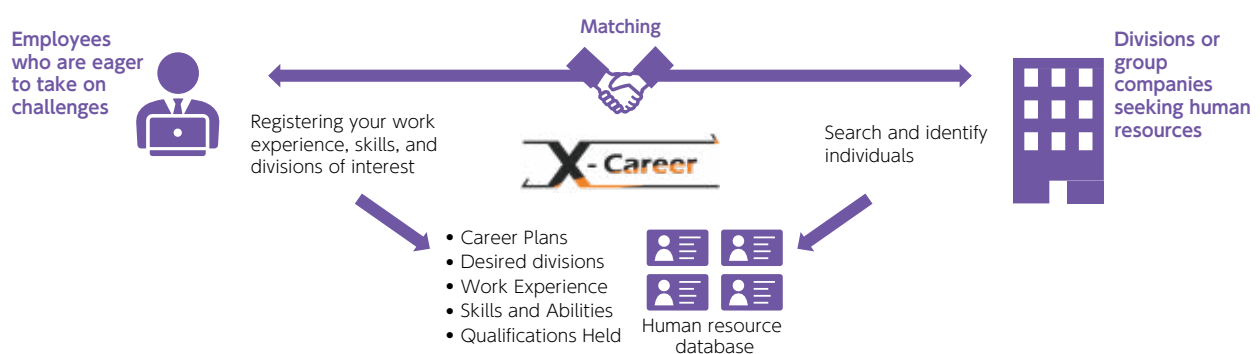 Matching
Employees
who are eager
to take on
challenges
Divisions or
group
companies
seeking human
resources
Registering your work
experience, skills, and
divisions of interest
X-Career
Search and identify
individuals
• Career Plans
• Desired divisions
• Work Experience
• Skills and Abilities
• Qualifications Held
Human resource
database